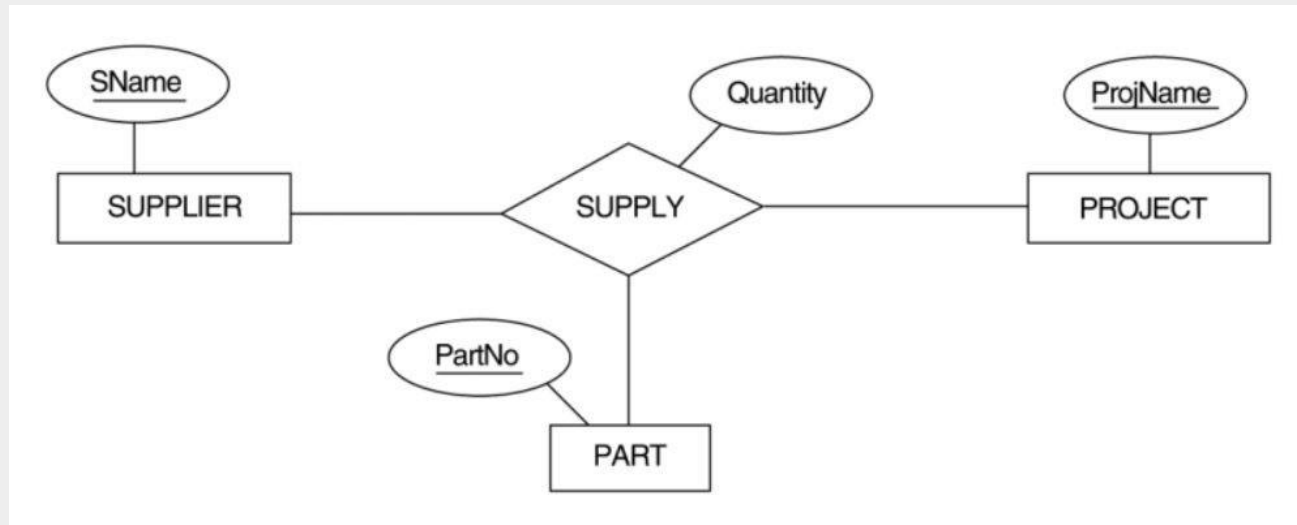 SName
Quantity
ProjName
SUPPLIER
SUPPLY
PROJECT
PartNo
PART